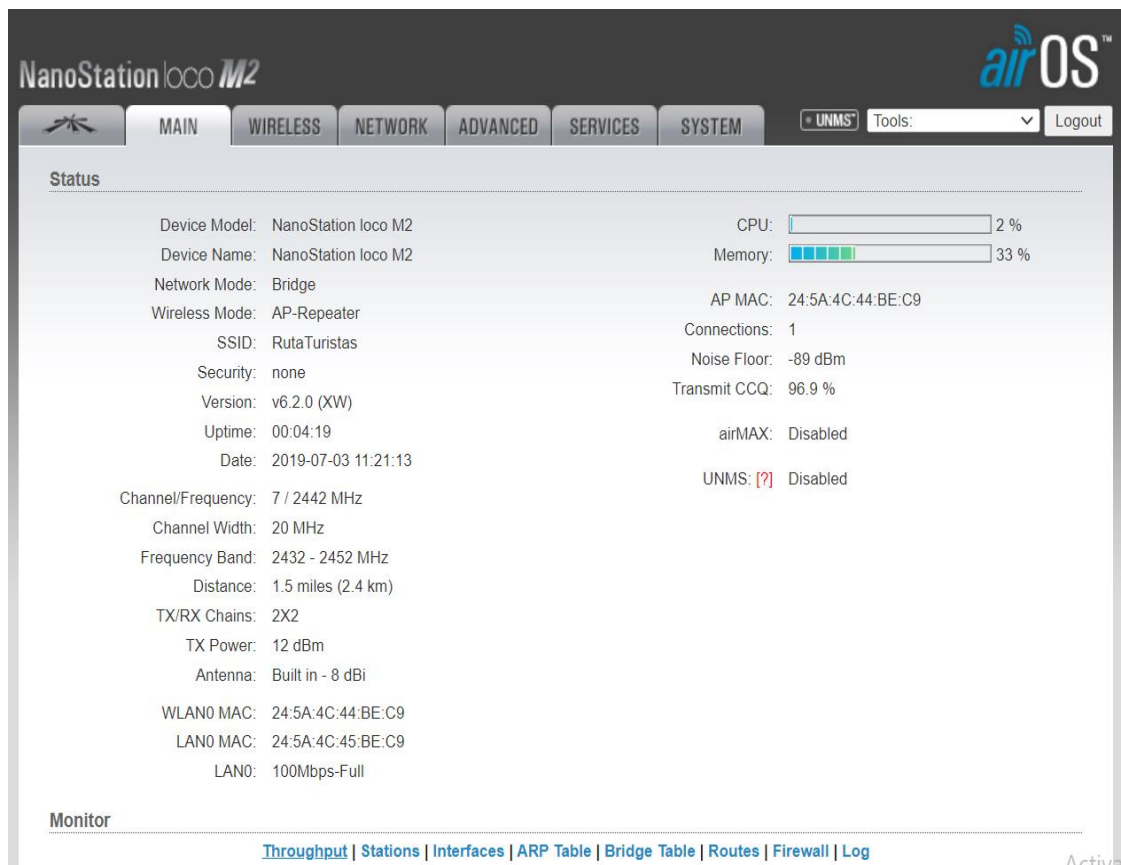 NanoStation loco M2
airOS™
MAIN WIRELESS NETWORK ADVANCED SERVICES SYSTEM UNMS™ Tools: Logout
Status
Device Model: NanoStation loco M2
Device Name: NanoStation loco M2
Network Mode: Bridge
Wireless Mode: AP-Repeater
SSID: RutaTuristas
Security: none
Version: v6.2.0 (XW)
Uptime: 00:04:19
Date: 2019-07-03 11:21:13
Channel/Frequency: 7 / 2442 MHz
Channel Width: 20 MHz
Frequency Band: 2432 - 2452 MHz
Distance: 1.5 miles (2.4 km)
TX/RX Chains: 2X2
TX Power: 12 dBm
Antenna: Built in - 8 dBi
WLAN0 MAC: 24:5A:4C:44:BE:C9
LAN0 MAC: 24:5A:4C:45:BE:C9
LAN0: 100Mbps-Full
CPU: 2 %
Memory: 33 %
AP MAC: 24:5A:4C:44:BE:C9
Connections: 1
Noise Floor: -89 dBm
Transmit CCQ: 96.9 %
airMAX: Disabled
UNMS: [?] Disabled
Monitor
Throughput | Stations | Interfaces | ARP Table | Bridge Table | Routes | Firewall | Log